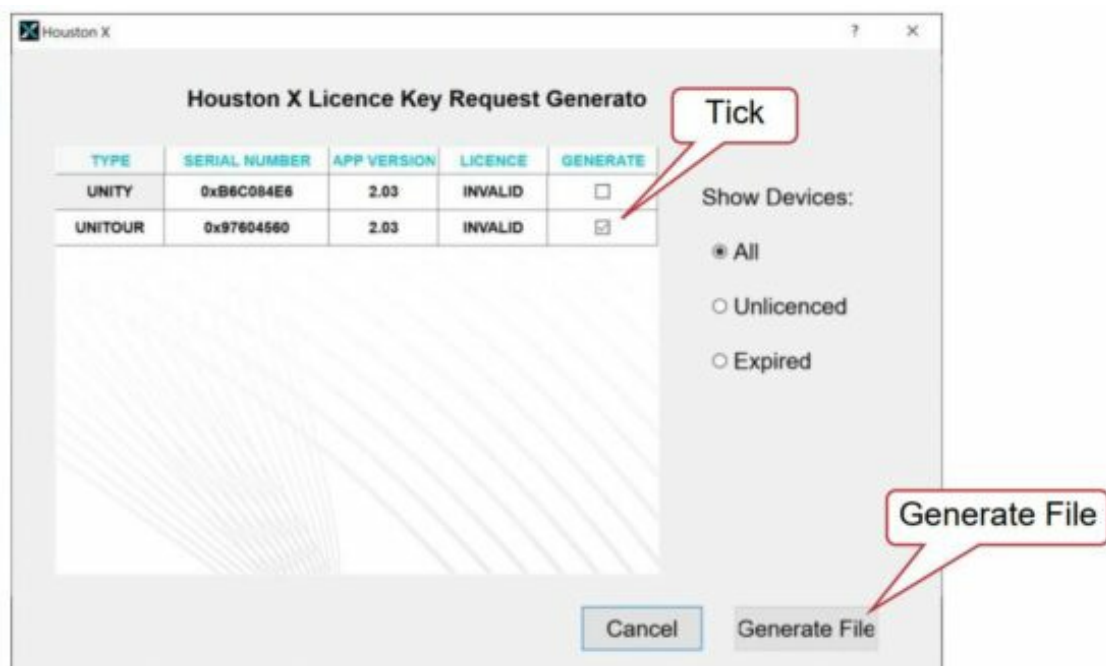 Houston X
Houston X Licence Key Request Generato
Tick
TYPE SERIAL NUMBER APP VERSION LICENCE GENERATE
UNITY 0xB6C084E6 2.03 INVALID
UNITOUR 0x97604560 2.03 INVALID
Show Devices:
All
Unlicenced
Expired
Generate File
Cancel Generate File